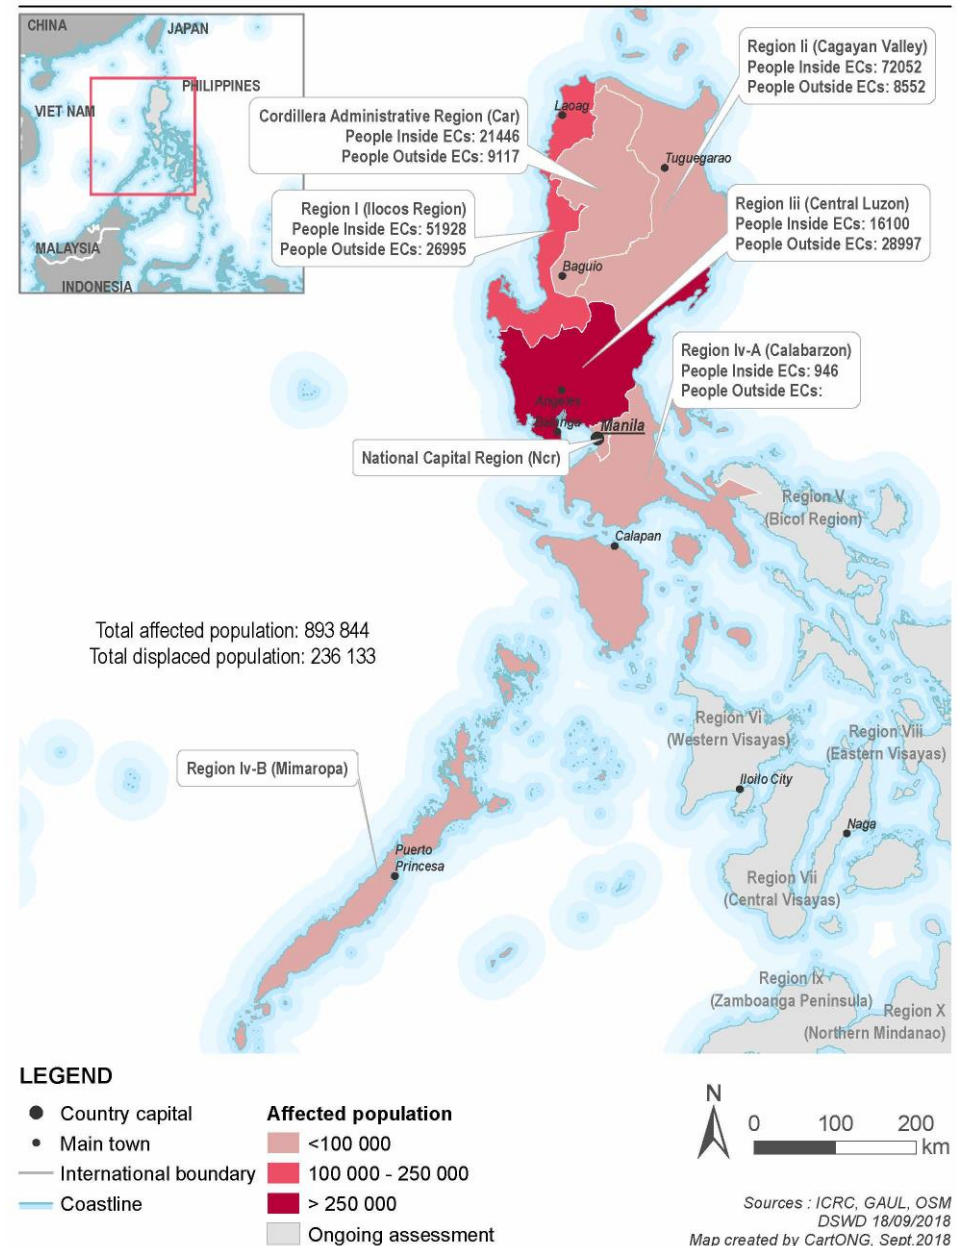 CHINA
JAPAN
PHILIPPINES
VIET NAM
MALAYSIA
INDONESIA
Region Ii (Cagayan Valley)
People Inside ECs: 72052
People Outside ECs: 8552
Cordillera Administrative Region (Car)
People Inside ECs: 21446
People Outside ECs: 9117
Laoag
Tuguegarao
Region I (Ilocos Region)
People Inside ECs: 51928
People Outside ECs: 26995
Region Iii (Central Luzon)
People Inside ECs: 16100
People Outside ECs: 28997
Baguio
Region Iv-A (Calabarzon)
People Inside ECs: 946
People Outside ECs:
Angeles
Balanga
Manila
National Capital Region (Ncr)
Region V
(Bicol Region)
Calapan
Total affected population: 893 844
Total displaced population: 236 133
Region Vi
(Western Visayas)
Region Viii
(Eastern Visayas)
Region Iv-B (Mimaropa)
Iloilo City
Naga
Puerto
Princesa
Region Vii
(Central Visayas)
Region Ix
(Zamboanga Peninsula)
Region X
(Northern Mindanao)
LEGEND
Country capital
Main town
International boundary
Coastline
Affected population
<100 000
100 000 - 250 000
> 250 000
Ongoing assessment
N
0 100 200
km
Sources : ICRC, GAUL, OSM
DSWD 18/09/2018
Map created by CartONG, Sept.2018